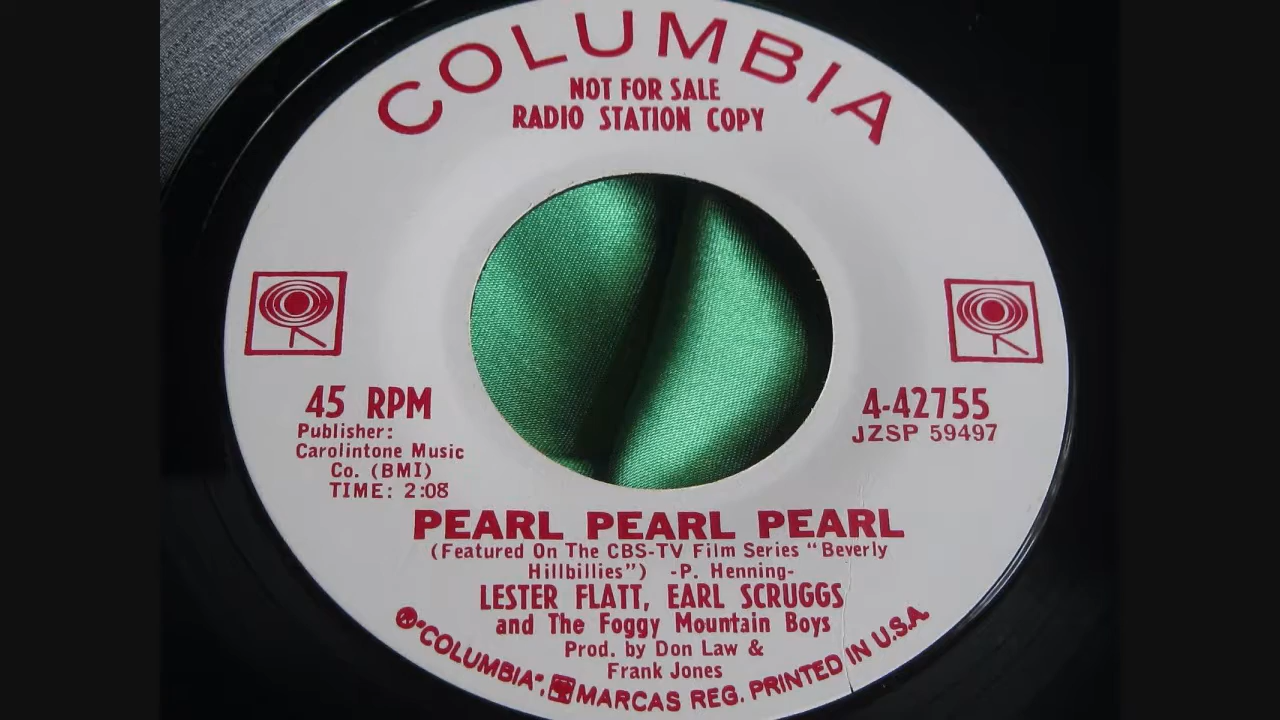 COLUMBIA
NOT FOR SALE
RADIO STATION COPY
45 RPM
Publisher:
Carolintone Music
Co. (BMI)
TIME: 2:08
4-42755
JZSP 59497
PEARL PEARL PEARL
(Featured On The CBS-TV Film Series "Beverly
Hillbillies") -P. Henning-
LESTER FLATT, EARL SCRUGGS
and The Foggy Mountain Boys
Prod. by Don Law &
Frank Jones
"COLUMBIA", MARCAS REG. PRINTED IN U.S.A.